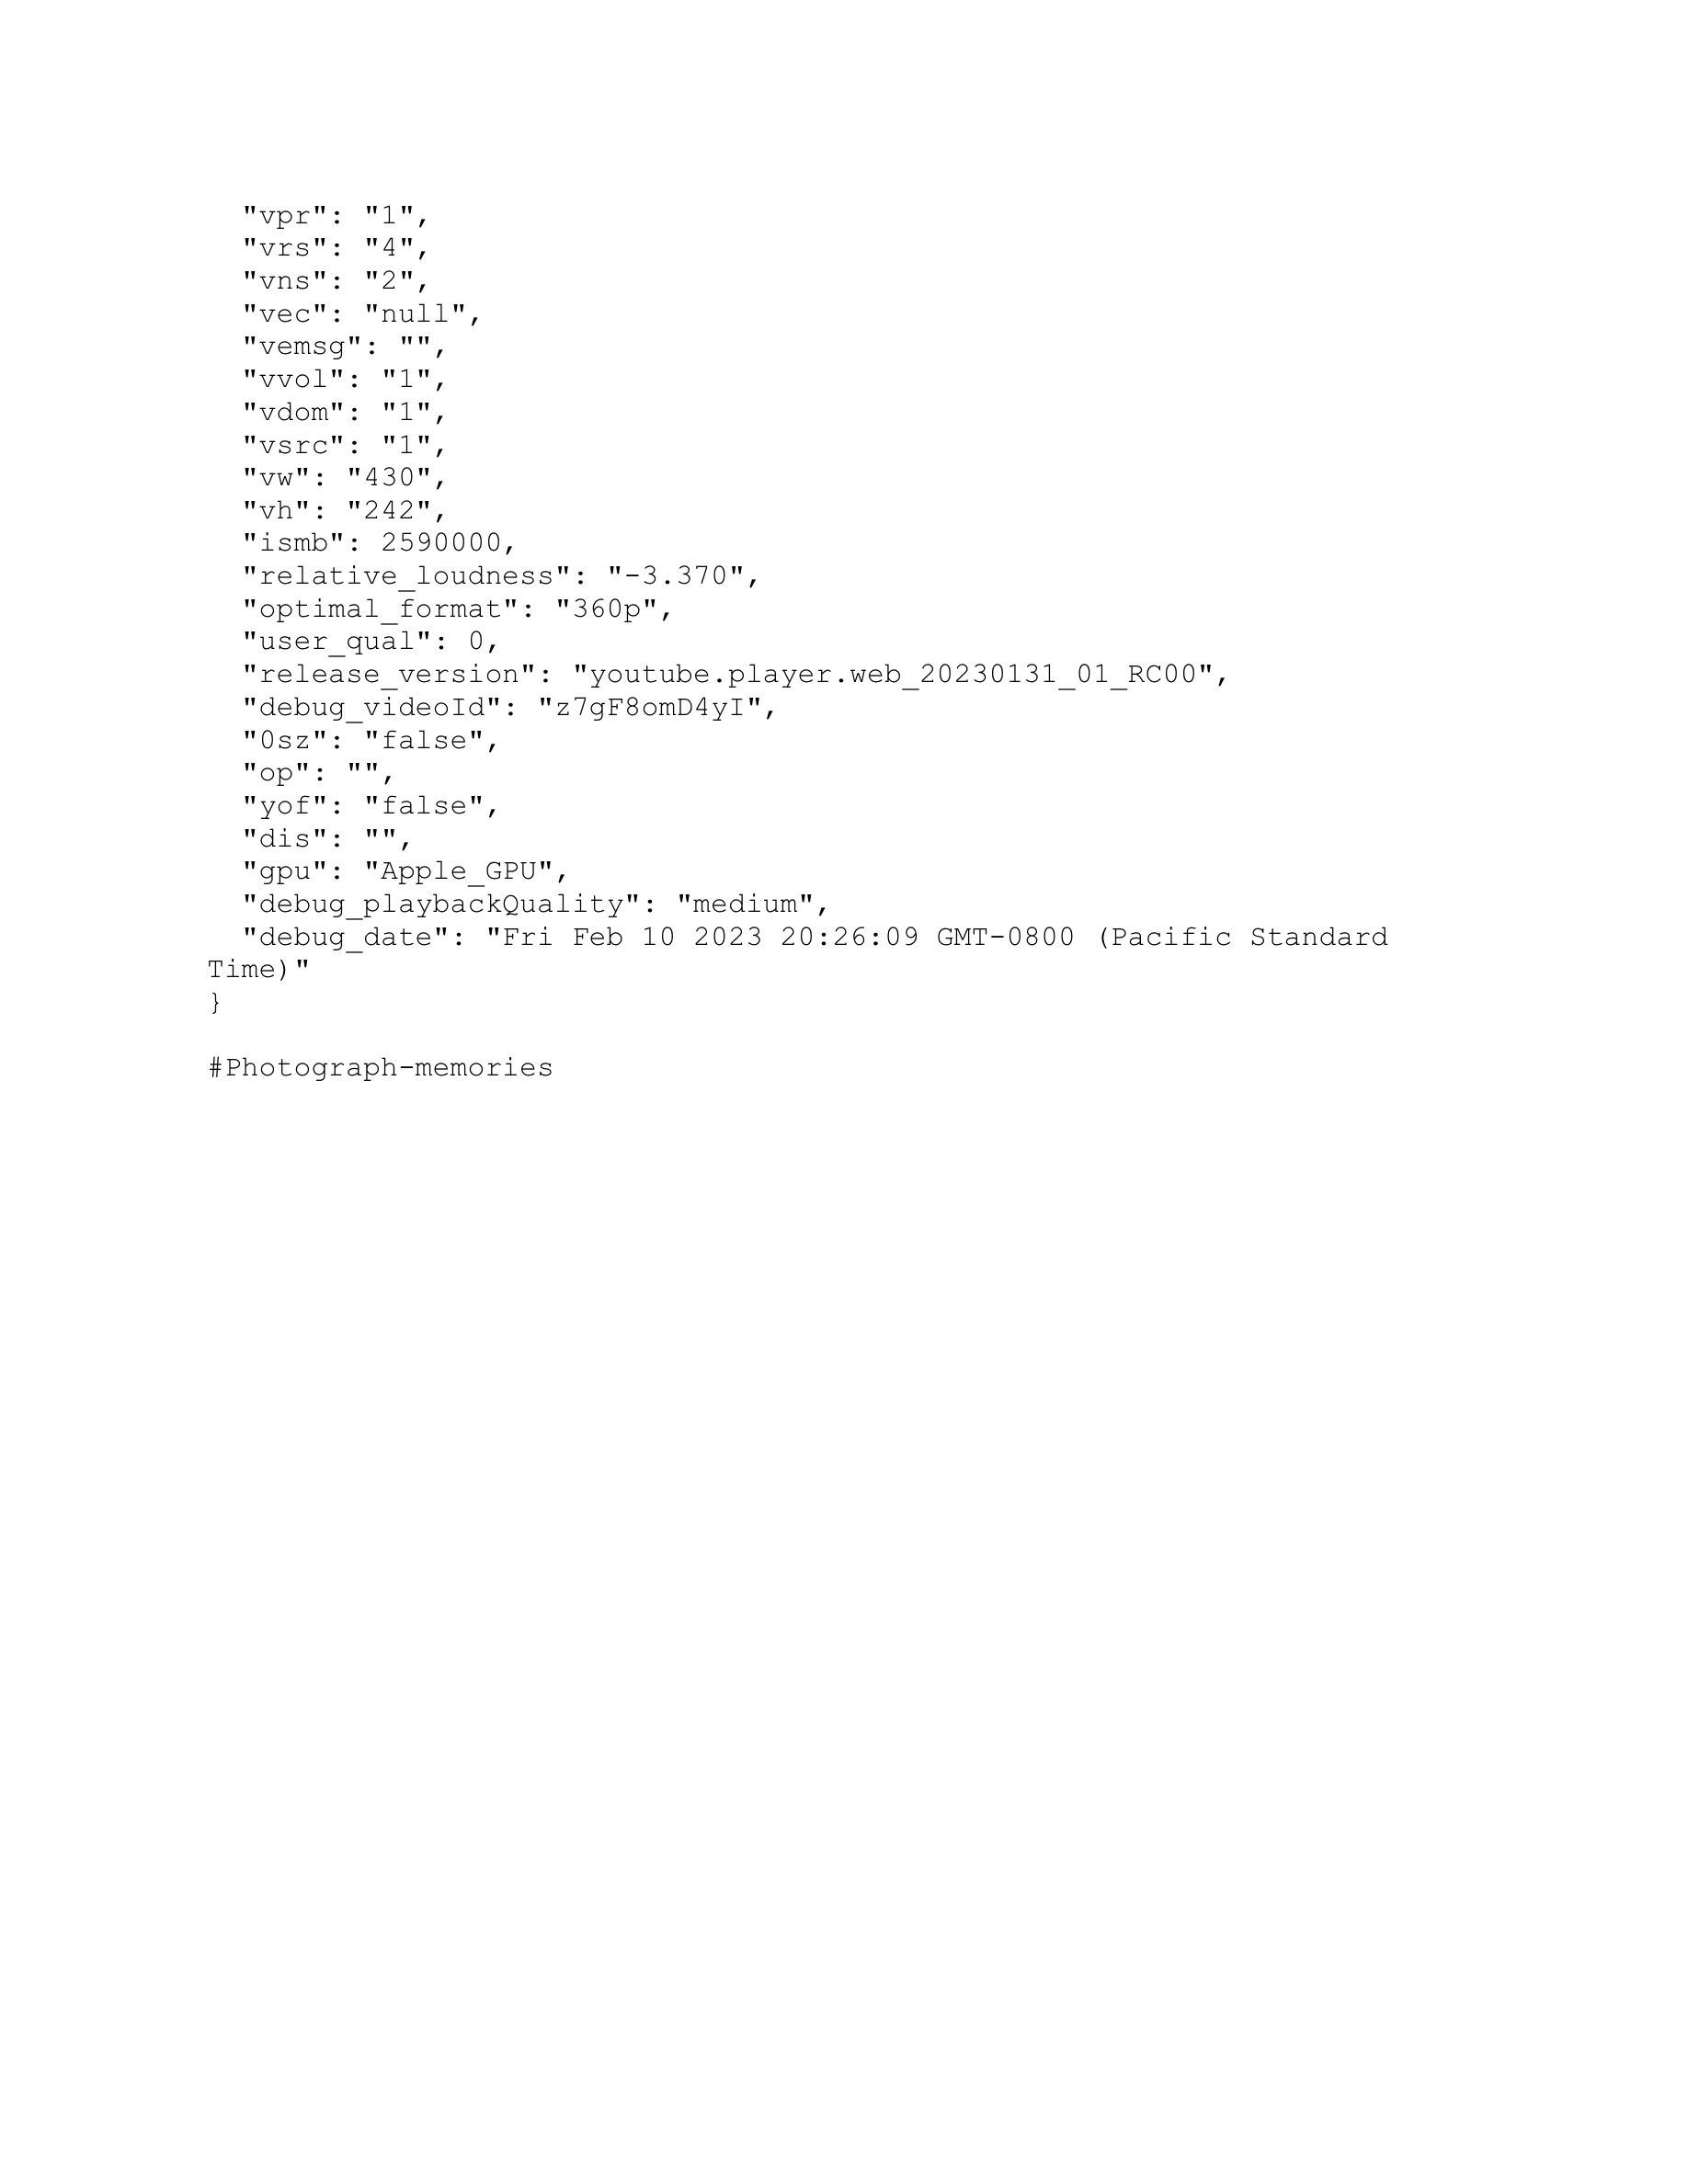 "vpr": "1",
"vrs": "4",
"vns": "2",
"vec": "null",
"vemsg": "",
"vvol": "1",
"vdom": "1",
"vsrc": "1",
"vw": "430",
"vh": "242",
"ismb": 2590000,
"relative_loudness": "-3.370",
"optimal_format": "360p",
"user_qual": 0,
"release_version": "youtube.player.web_20230131_01_RC00",
"debug_videoId": "z7gF8omD4yI",
"0sz": "false",
"op": "",
"yof": "false",
"dis": "",
"gpu": "Apple_GPU",
"debug_playbackQuality": "medium",
"debug_date": "Fri Feb 10 2023 20:26:09 GMT-0800 (Pacific Standard
Time)"
}
#Photograph-memories